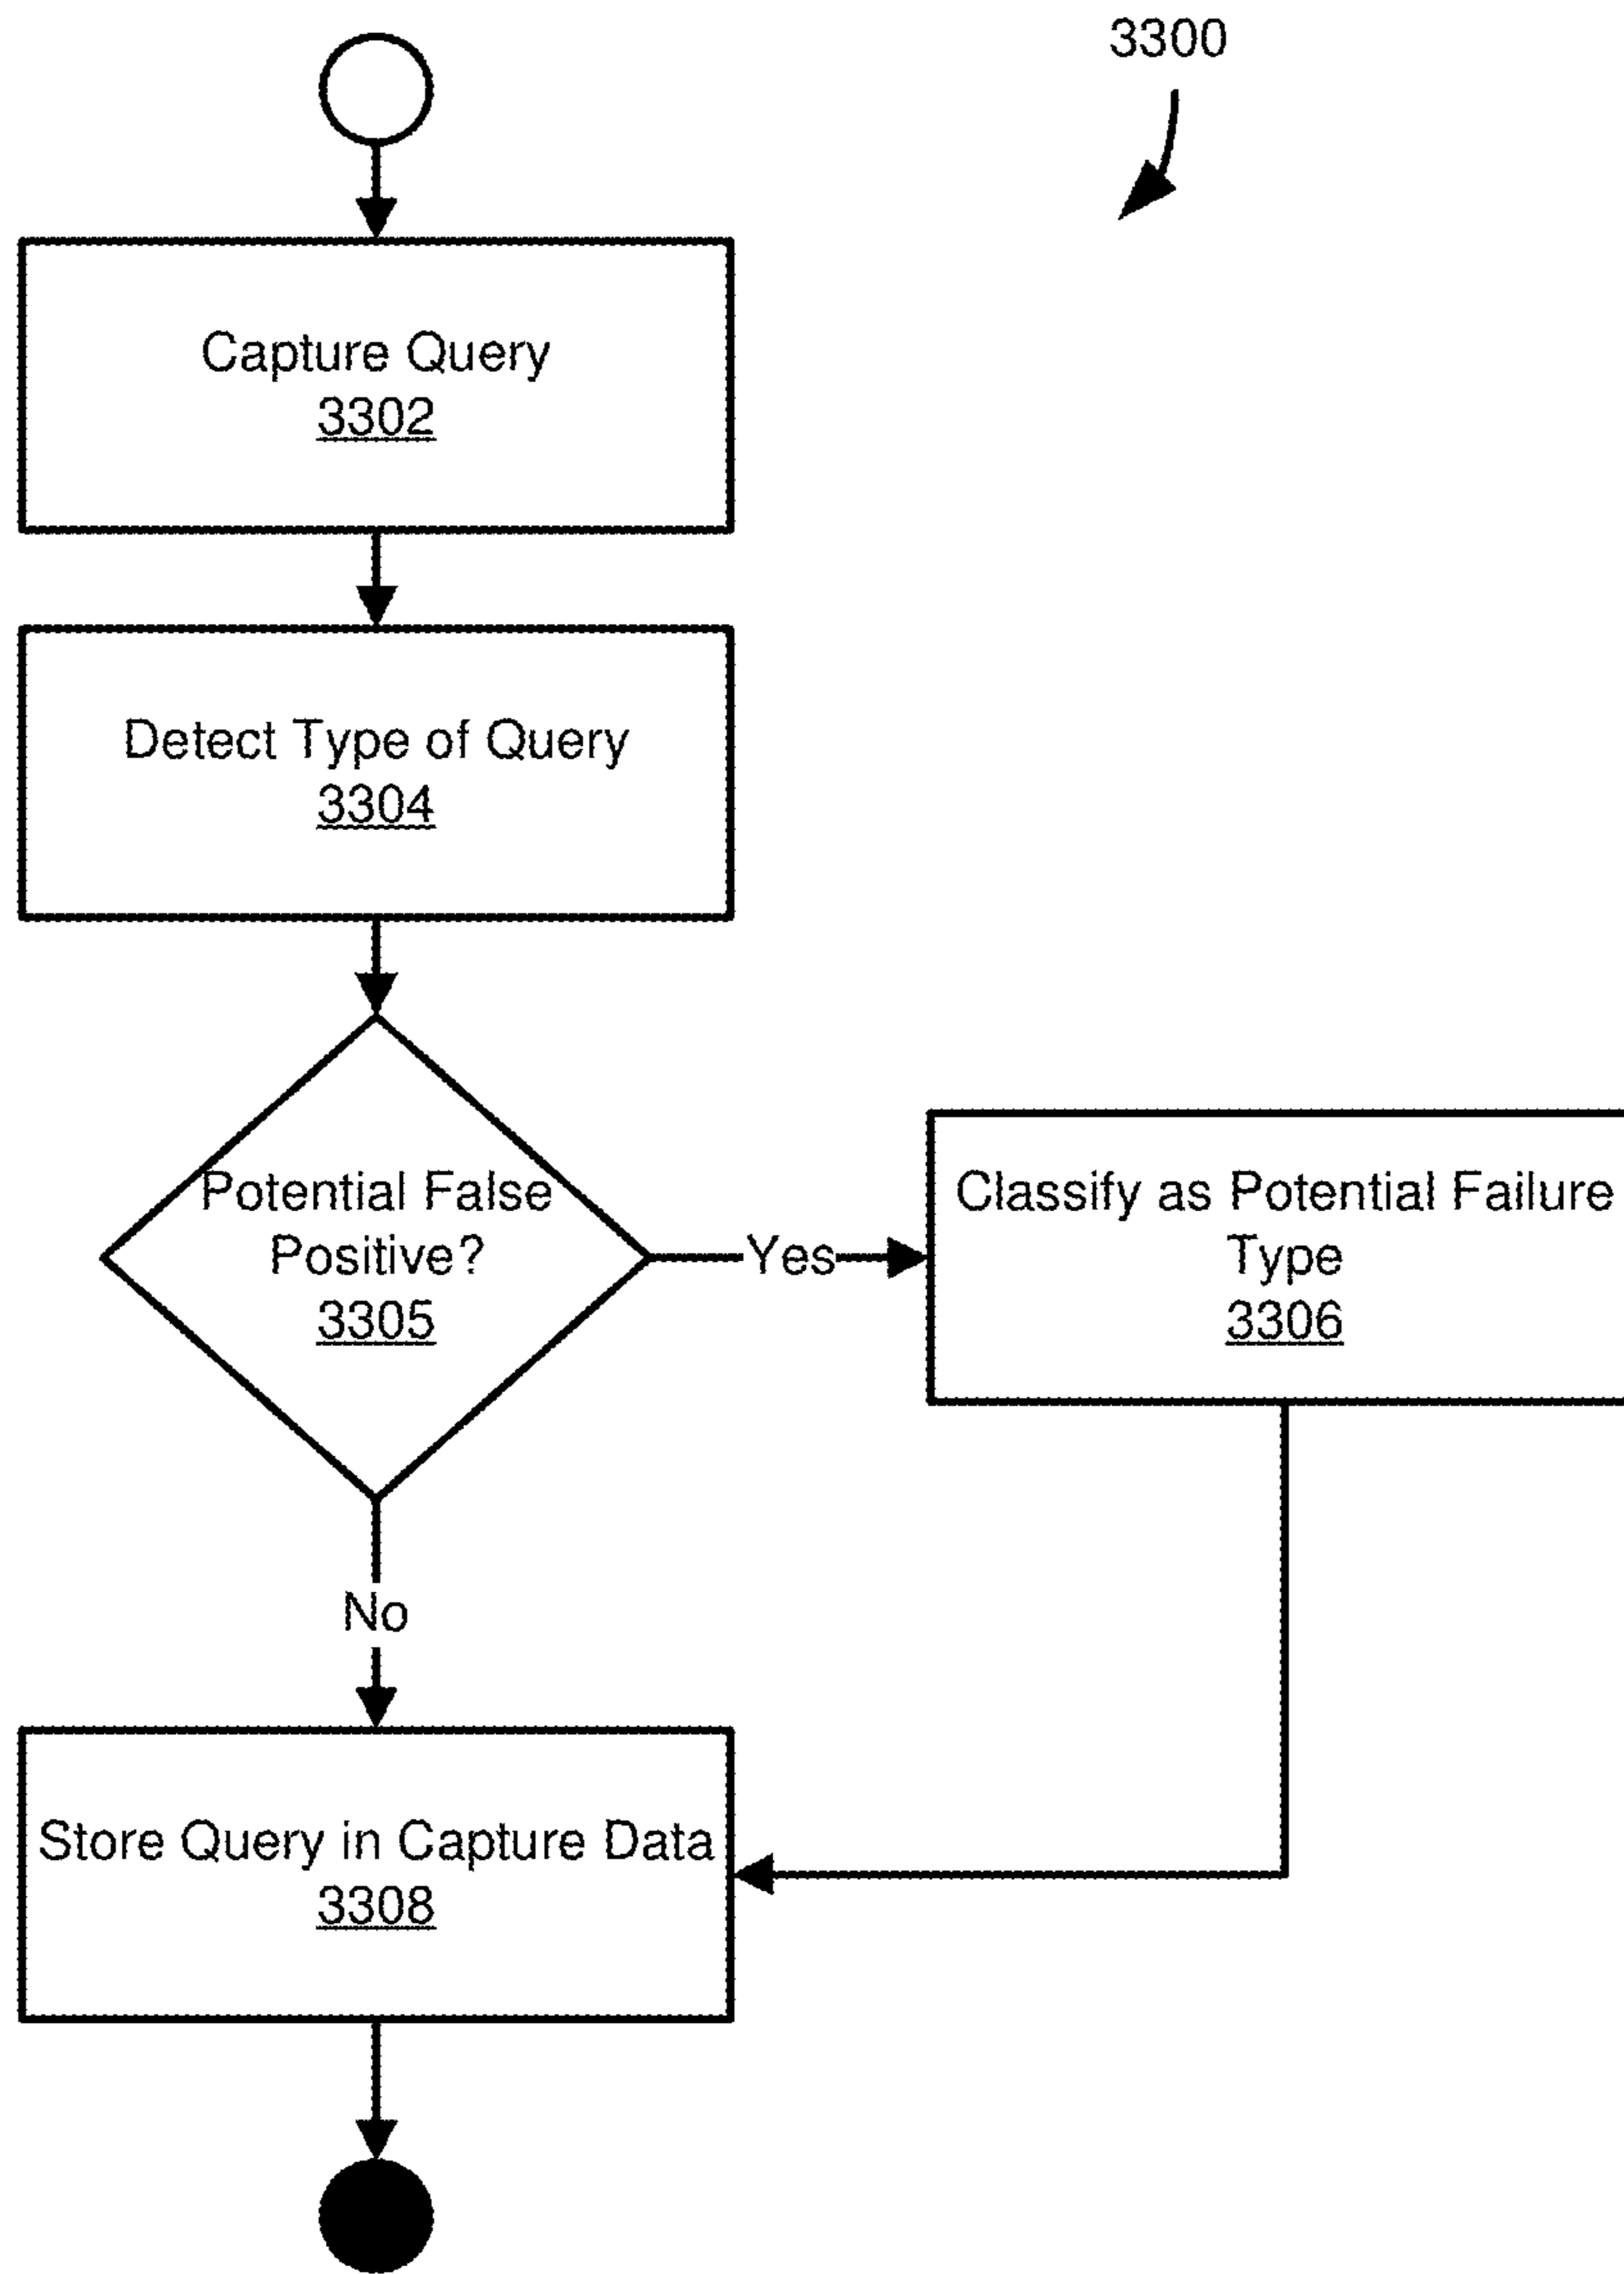 3300
Capture Query
3302
Detect Type of Query
3304
Potential False
Positive?
3305
Yes
Classify as Potential Failure
Type
3306
No
Store Query in Capture Data
3308